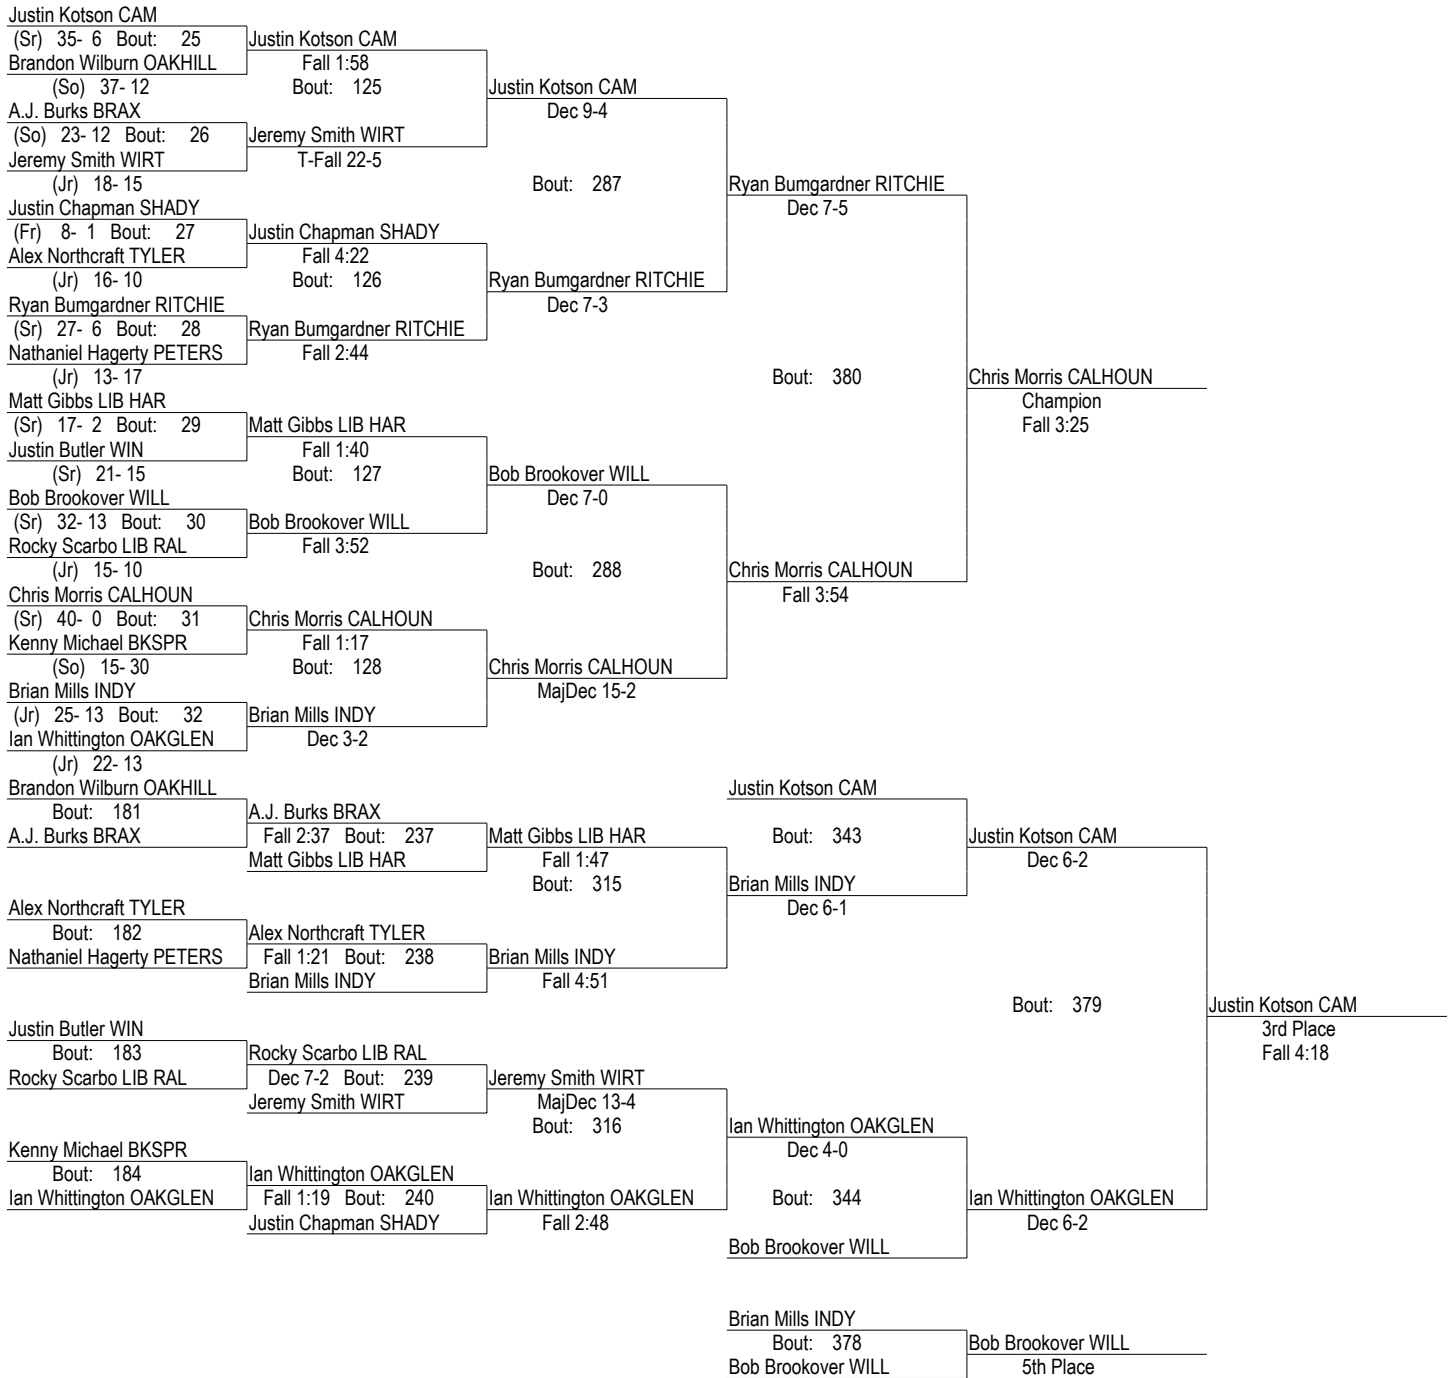 Justin Kotson CAM
(Sr) 35- 6 Bout: 25 Justin Kotson CAM
Brandon Wilburn OAKHILL Fall 1:58
(So) 37- 12 Bout: 125 Justin Kotson CAM
A.J. Burks BRAX Dec 9-4
(So) 23- 12 Bout: 26 Jeremy Smith WIRT
Jeremy Smith WIRT T-Fall 22-5
(Jr) 18- 15 Bout: 287 Ryan Bumgardner RITCHIE
Justin Chapman SHADY Dec 7-5
(Fr) 8- 1 Bout: 27 Justin Chapman SHADY
Alex Northcraft TYLER Fall 4:22
(Jr) 16- 10 Bout: 126 Ryan Bumgardner RITCHIE
Ryan Bumgardner RITCHIE Dec 7-3
(Sr) 27- 6 Bout: 28 Ryan Bumgardner RITCHIE
Nathaniel Hagerty PETERS Fall 2:44
(Jr) 13- 17 Bout: 380 Chris Morris CALHOUN
Matt Gibbs LIB HAR Champion
(Sr) 17- 2 Bout: 29 Matt Gibbs LIB HAR Fall 3:25
Justin Butler WIN Fall 1:40
(Sr) 21- 15 Bout: 127 Bob Brookover WILL
Bob Brookover WILL Dec 7-0
(Sr) 32- 13 Bout: 30 Bob Brookover WILL
Rocky Scarbo LIB RAL Fall 3:52
(Jr) 15- 10 Bout: 288 Chris Morris CALHOUN
Chris Morris CALHOUN Fall 3:54
(Sr) 40- 0 Bout: 31 Chris Morris CALHOUN
Kenny Michael BKSPR Fall 1:17
(So) 15- 30 Bout: 128 Chris Morris CALHOUN
Brian Mills INDY MajDec 15-2
(Jr) 25- 13 Bout: 32 Brian Mills INDY
Ian Whittington OAKGLEN Dec 3-2
(Jr) 22- 13
Brandon Wilburn OAKHILL Justin Kotson CAM
Bout: 181 A.J. Burks BRAX
A.J. Burks BRAX Fall 2:37 Bout: 237 Matt Gibbs LIB HAR Bout: 343 Justin Kotson CAM
Matt Gibbs LIB HAR Fall 1:47 Dec 6-2
Bout: 315 Brian Mills INDY
Alex Northcraft TYLER Dec 6-1
Bout: 182 Alex Northcraft TYLER
Nathaniel Hagerty PETERS Fall 1:21 Bout: 238 Brian Mills INDY
Brian Mills INDY Fall 4:51
Bout: 379 Justin Kotson CAM
Justin Butler WIN 3rd Place
Bout: 183 Rocky Scarbo LIB RAL Fall 4:18
Rocky Scarbo LIB RAL Dec 7-2 Bout: 239 Jeremy Smith WIRT
Jeremy Smith WIRT MajDec 13-4
Bout: 316 Ian Whittington OAKGLEN
Kenny Michael BKSPR Dec 4-0
Bout: 184 Ian Whittington OAKGLEN
Ian Whittington OAKGLEN Fall 1:19 Bout: 240 Ian Whittington OAKGLEN Bout: 344 Ian Whittington OAKGLEN
Justin Chapman SHADY Fall 2:48 Dec 6-2
Bob Brookover WILL
Brian Mills INDY
Bout: 378 Bob Brookover WILL
Bob Brookover WILL 5th Place